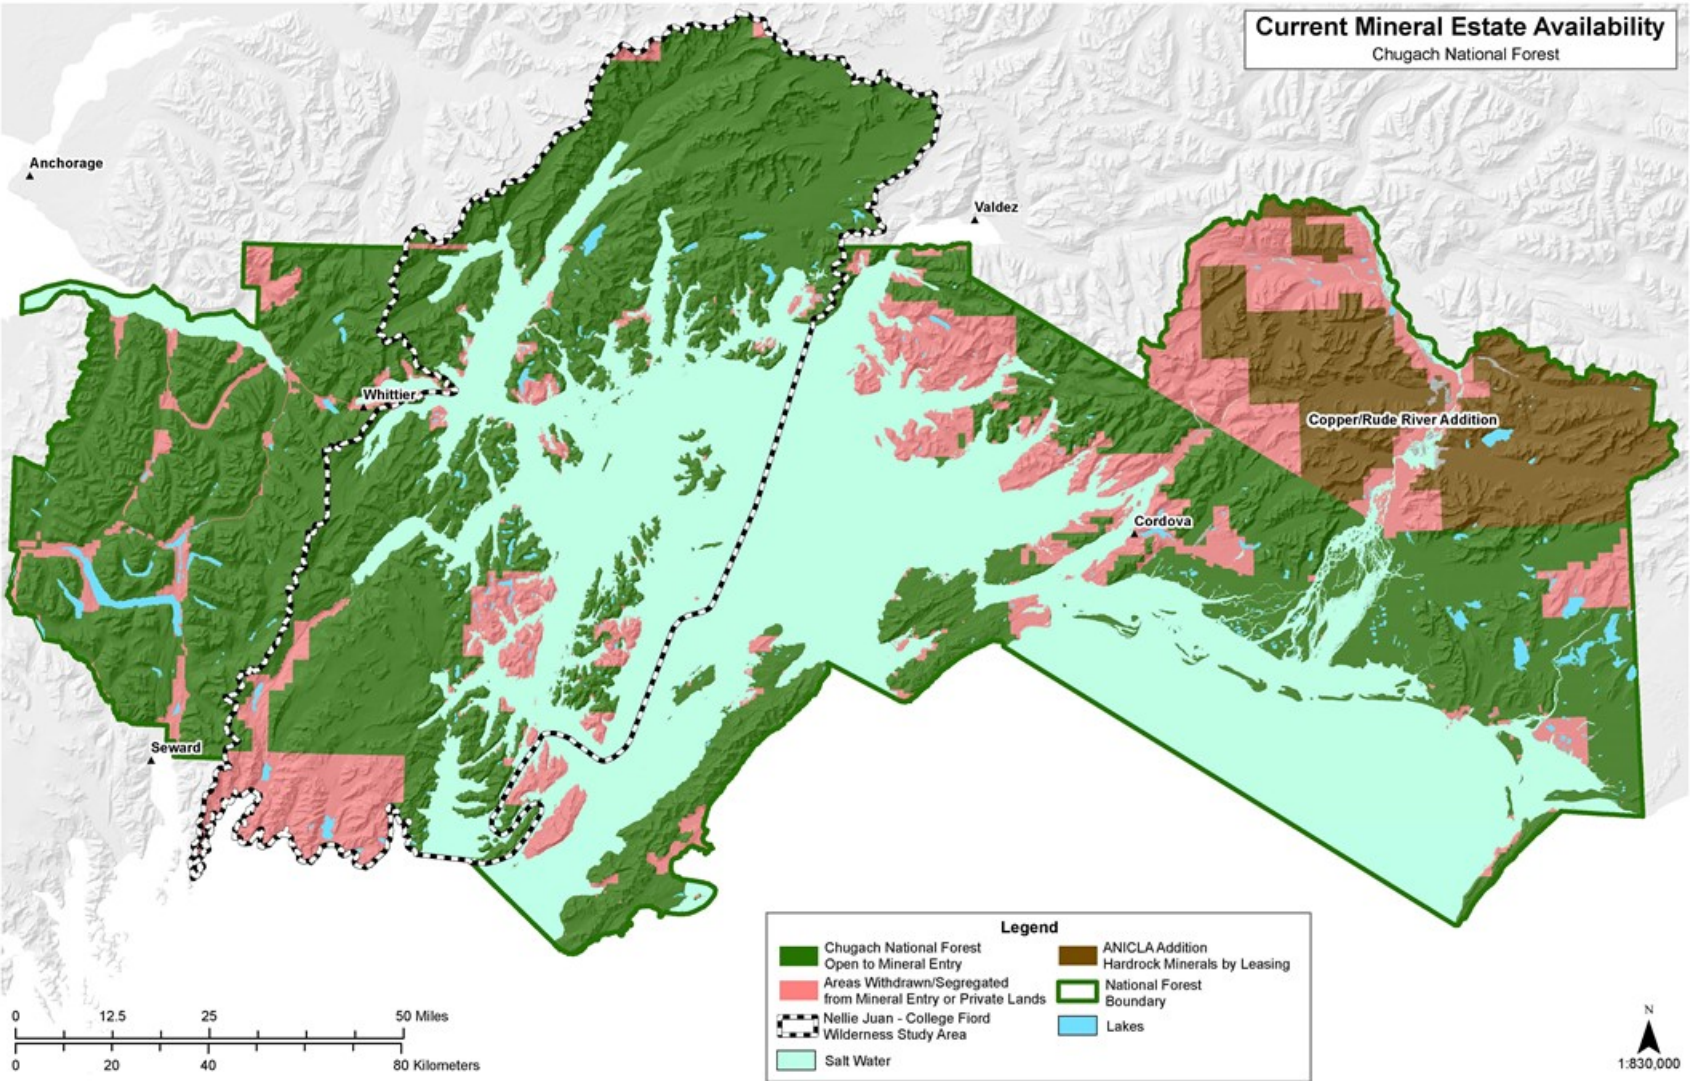 Current Mineral Estate Availability
Chugach National Forest
Anchorage
Valdez
Whittier
Copper/Rude River Addition
Cordova
Seward
Legend
Chugach National Forest
Open to Mineral Entry
Areas Withdrawn/Segregated
from Mineral Entry or Private Lands
Nellie Juan - College Fiord
Wilderness Study Area
Salt Water
ANICLA Addition
Hardrock Minerals by Leasing
National Forest
Boundary
Lakes
0 12.5 25 50 Miles
0 20 40 80 Kilometers
N
1:830,000